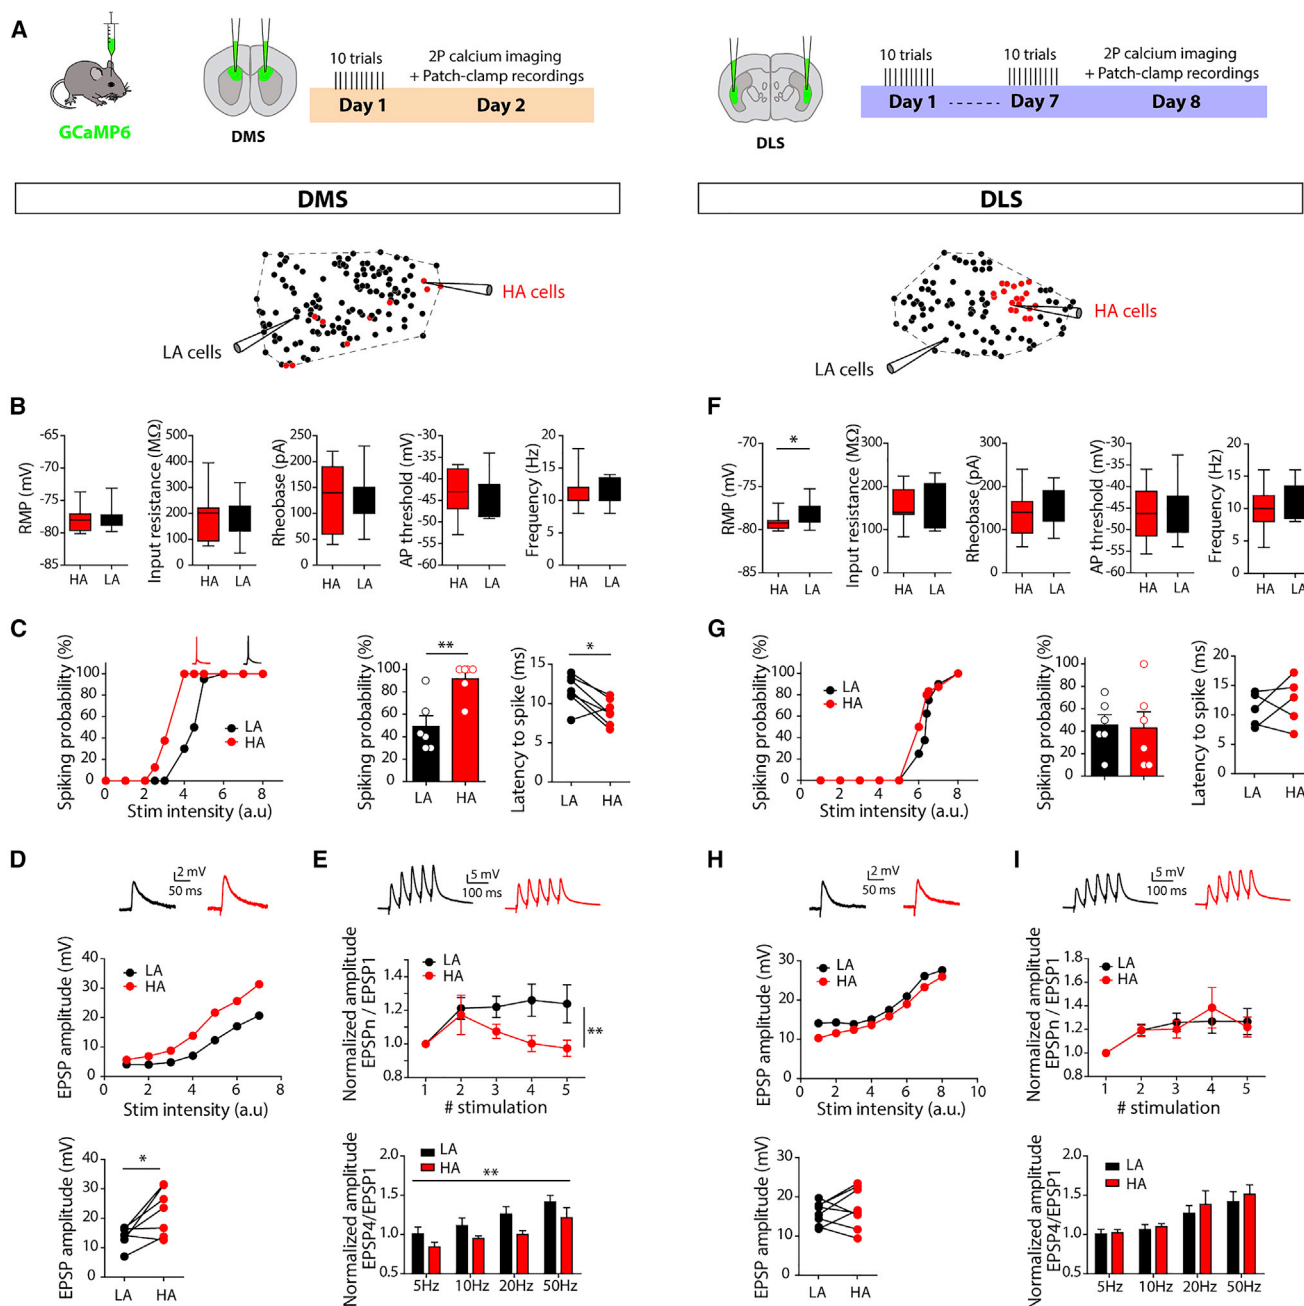 A
GCaMP6
DMS
10 trials
2P calcium imaging
+ Patch-clamp recordings
Day 1
Day 2
DLS
10 trials
10 trials
2P calcium imaging
+ Patch-clamp recordings
Day 1
Day 7
Day 8
DMS
DLS
HA cells
LA cells
HA cells
LA cells
B
RMP (mV)
-65
-70
-75
-80
-85
HA
LA
Input resistance (MΩ)
500
400
300
200
100
0
HA
LA
Rheobase (pA)
250
200
150
100
50
0
HA
LA
AP threshold (mV)
-30
-35
-40
-45
-50
-55
-60
HA
LA
Frequency (Hz)
20
15
10
5
0
HA
LA
F
RMP (mV)
-70
-75
-80
-85
*
HA
LA
Input resistance (MΩ)
300
200
100
0
HA
LA
Rheobase (pA)
300
200
100
0
HA
LA
AP threshold (mV)
-30
-35
-40
-45
-50
-55
-60
HA
LA
Frequency (Hz)
20
15
10
5
0
HA
LA
C
Spiking probability (%)
100
80
60
40
20
0
LA
HA
0 2 4 6 8
Stim intensity (a.u)
Spiking probability (%)
100
80
60
40
20
0
**
LA
HA
Latency to spike (ms)
15
10
5
0
*
LA
HA
G
Spiking probability (%)
100
80
60
40
20
0
LA
HA
0 2 4 6 8
Stim intensity (a.u.)
Spiking probability (%)
100
80
60
40
20
0
LA
HA
Latency to spike (ms)
20
15
10
5
0
LA
HA
D
2 mV
50 ms
EPSP amplitude (mV)
40
30
20
10
0
LA
HA
0 2 4 6 8
Stim intensity (a.u)
EPSP amplitude (mV)
40
30
20
10
0
*
LA
HA
E
5 mV
100 ms
Normalized amplitude
EPSPn / EPSP1
1.4
1.2
1.0
0.8
LA
HA
**
1 2 3 4 5
# stimulation
Normalized amplitude
EPSP4/EPSP1
2.0
1.5
1.0
0.5
LA
HA
**
5Hz 10Hz 20Hz 50Hz
H
2 mV
50 ms
EPSP amplitude (mV)
30
20
10
0
LA
HA
0 2 4 6 8 10
Stim intensity (a.u.)
EPSP amplitude (mV)
30
20
10
0
LA
HA
I
5 mV
100 ms
Normalized amplitude
EPSPn / EPSP1
1.8
1.6
1.4
1.2
1.0
0.8
LA
HA
1 2 3 4 5
# stimulation
Normalized amplitude
EPSP4/EPSP1
2.0
1.5
1.0
0.5
LA
HA
5Hz 10Hz 20Hz 50Hz